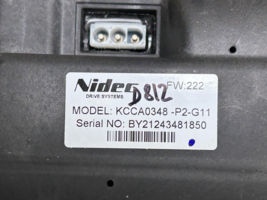 Nidec FW:222
DRIVE SYSTEMS
D812
MODEL: KCCA0348 -P2-G11
Serial NO: BY21243481850